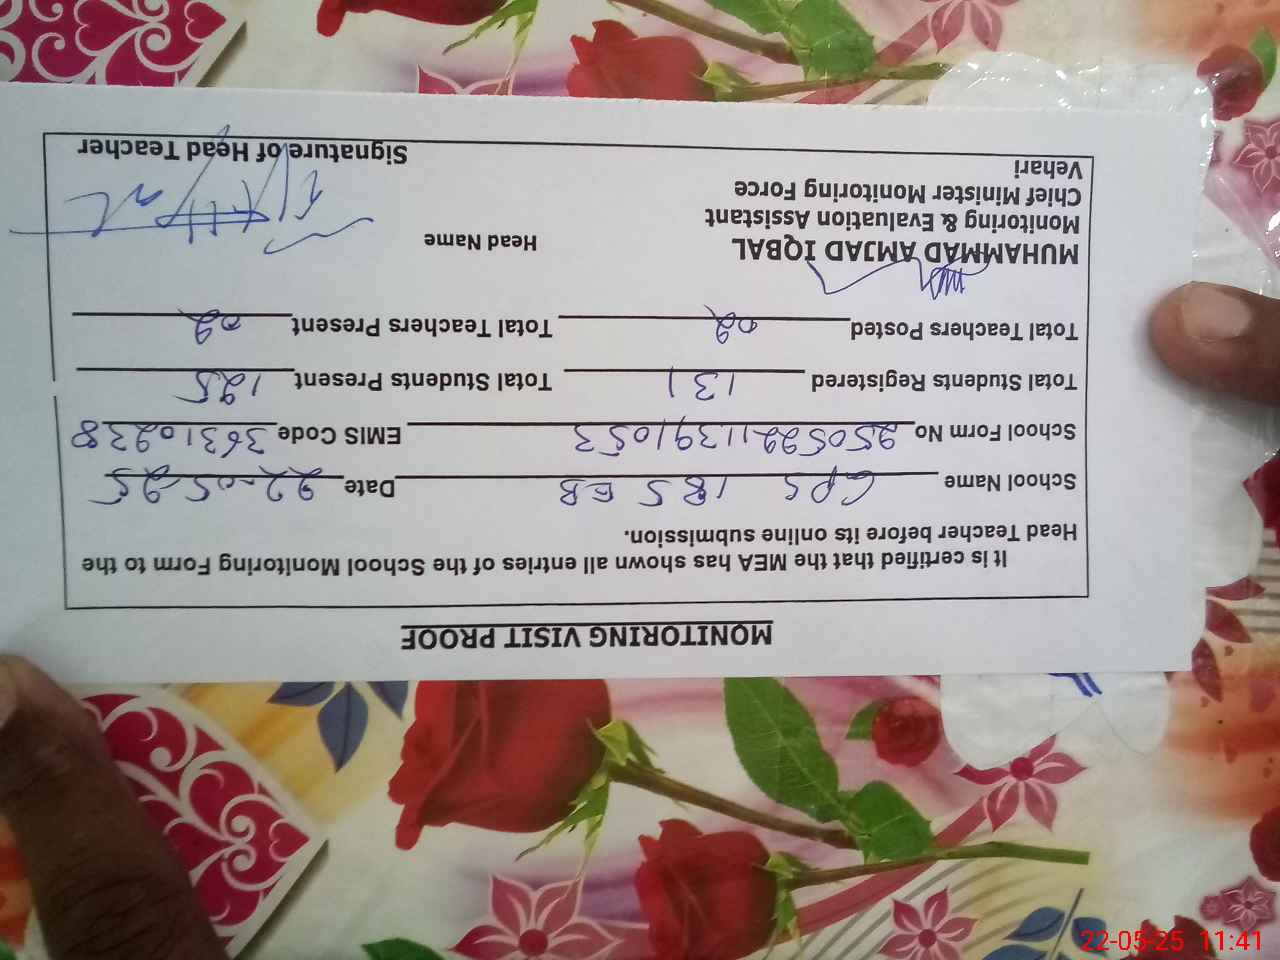 MONITORING VISIT PROOF
It is certified that the MEA has shown all entries of the School Monitoring Form to the
Head Teacher before its online submission.
School Name GPS 185 EB Date 22-05-25
School Form No 25052211391053 EMIS Code 36310238
Total Students Registered 131 Total Students Present 125
Total Teachers Posted 02 Total Teachers Present 02
MUHAMMAD AMJAD IQBAL Head Name
Monitoring & Evaluation Assistant
Chief Minister Monitoring Force
Vehari Signature of Head Teacher
22-05-25 11:41